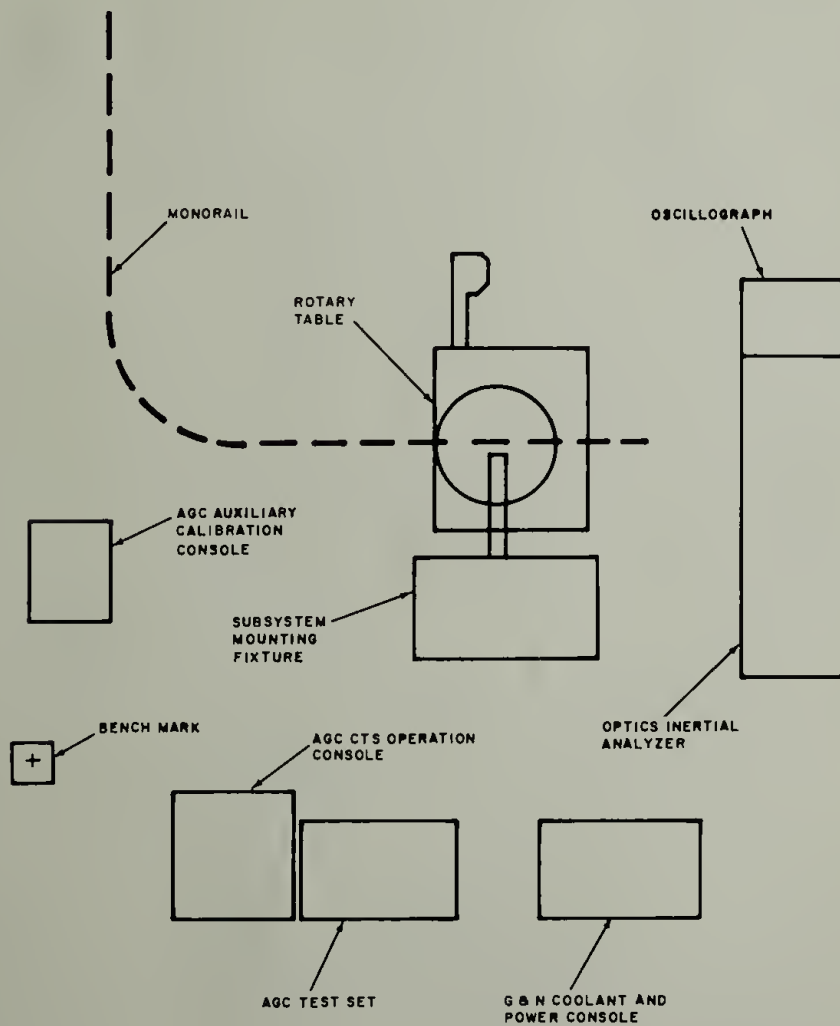 MONORAIL
OSCILLOGRAPH
ROTARY
TABLE
AGC AUXILIARY
CALIBRATION
CONSOLE
SUBSYSTEM
MOUNTING
FIXTURE
BENCH MARK
AGC CTS OPERATION
CONSOLE
OPTICS INERTIAL
ANALYZER
AGC TEST SET
G & N COOLANT AND
POWER CONSOLE